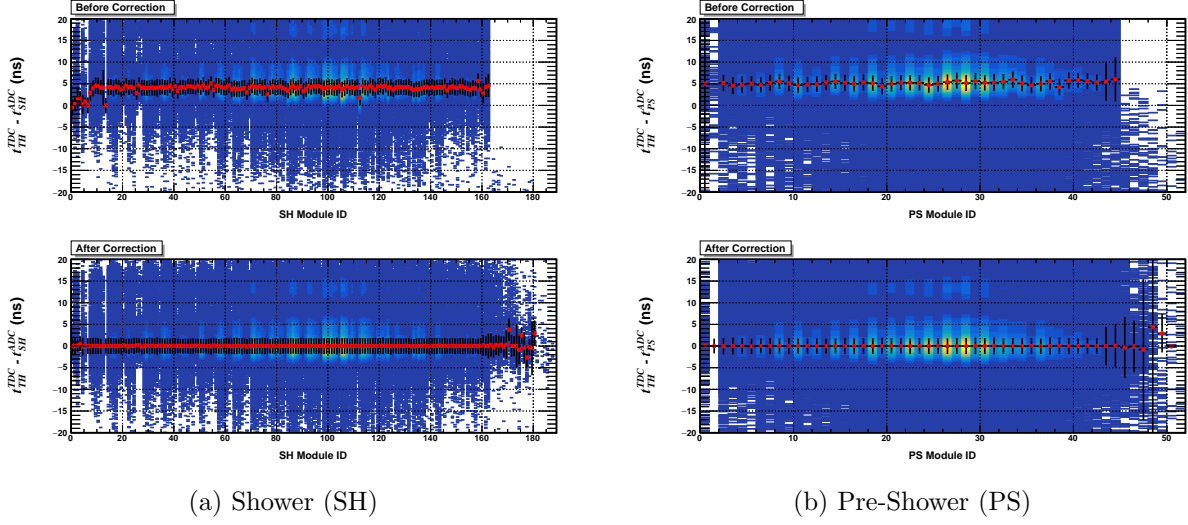 Before Correction
20
15
10
5
0
−5
−10
−15
−20
t_TH^TDC - t_SH^ADC (ns)
0 20 40 60 80 100 120 140 160 180
SH Module ID
Before Correction
20
15
10
5
0
−5
−10
−15
−20
t_TH^TDC - t_PS^ADC (ns)
0 10 20 30 40 50
PS Module ID
After Correction
20
15
10
5
0
−5
−10
−15
−20
t_TH^TDC - t_SH^ADC (ns)
0 20 40 60 80 100 120 140 160 180
SH Module ID
After Correction
20
15
10
5
0
−5
−10
−15
−20
t_TH^TDC - t_PS^ADC (ns)
0 10 20 30 40 50
PS Module ID
(a) Shower (SH)
(b) Pre-Shower (PS)